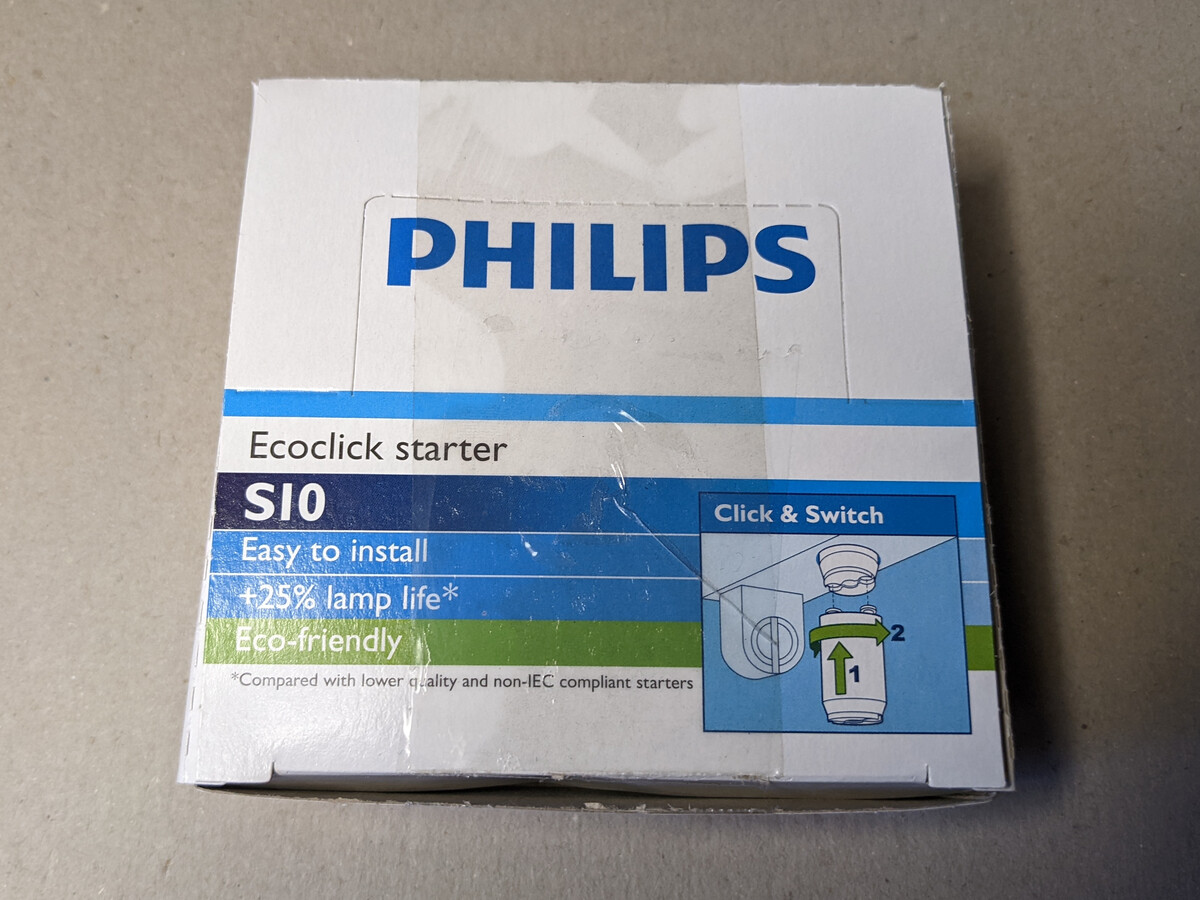 PHILIPS
Ecoclick starter
S10
Easy to install
+25% lamp life*
Eco-friendly
*Compared with lower quality and non-IEC compliant starters
Click & Switch
2
1